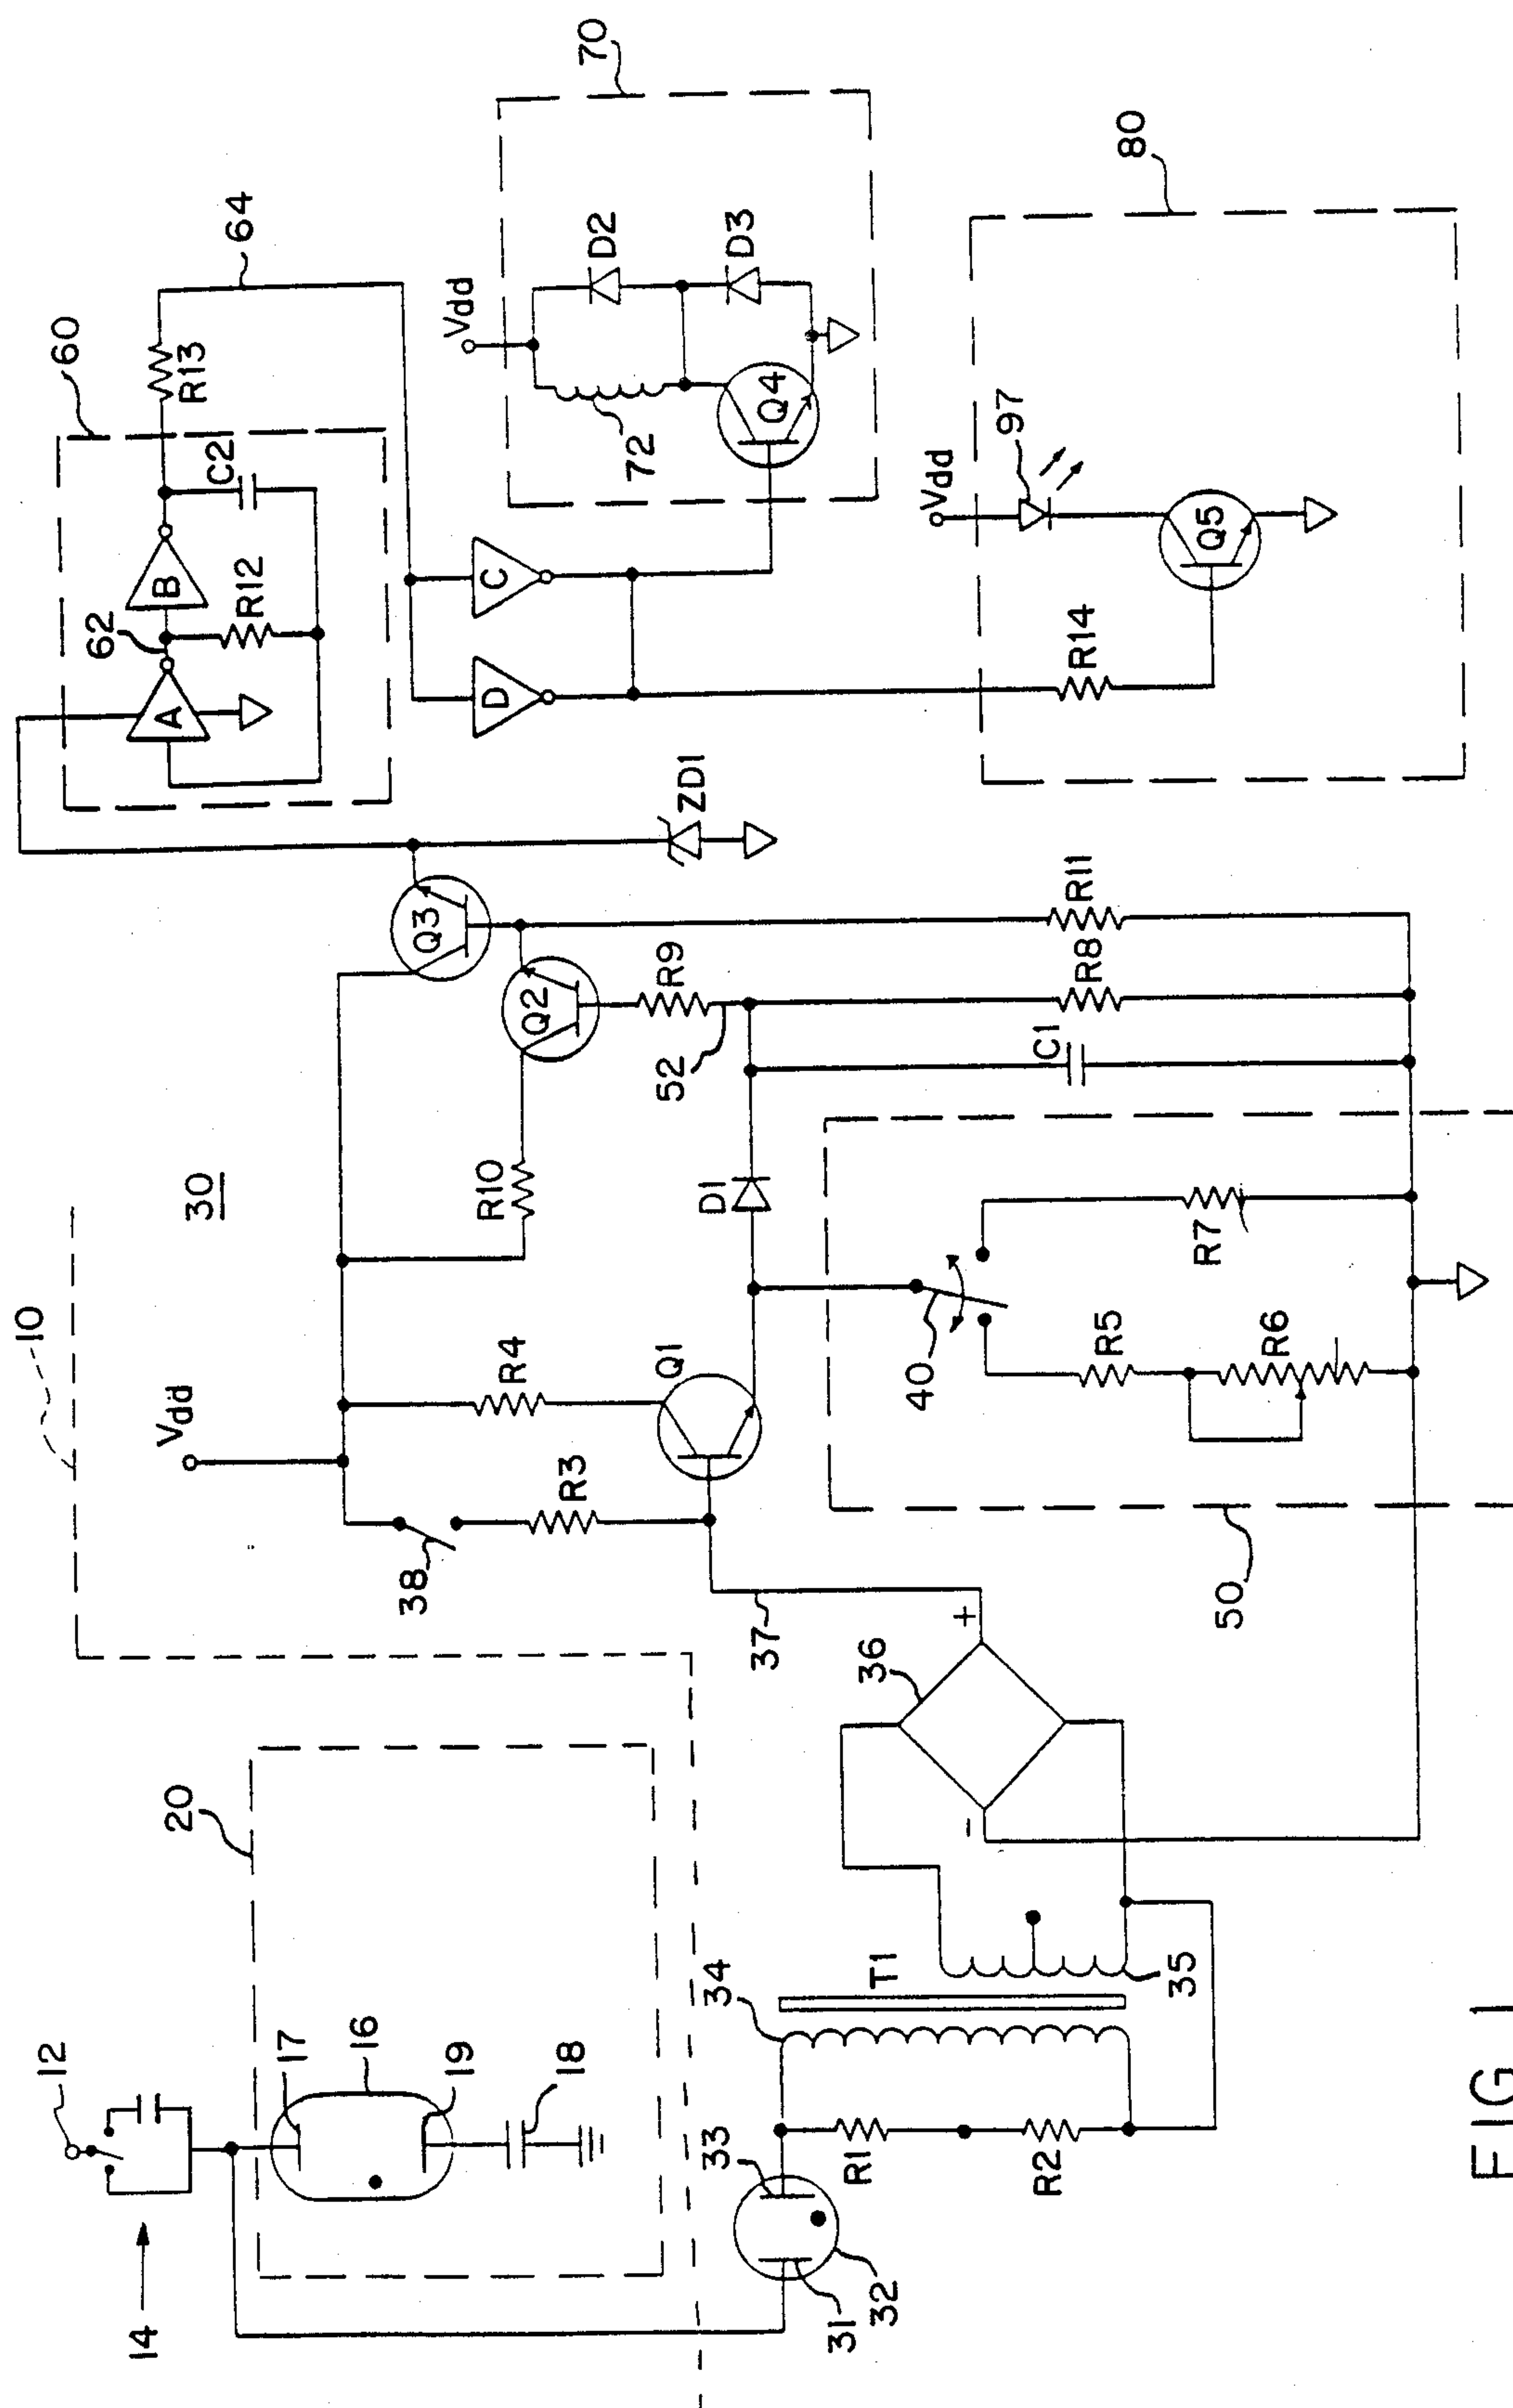 10
Vdd
30
60
62
A
B
R12
C2
R13
64
70
Vdd
72
D2
D3
Q4
C
D
80
Vdd
97
Q5
R14
ZD1
Q3
Q2
R9
52
R10
R11
R8
C1
D1
R4
Q1
R3
38
40
R5
R6
R7
50
37
36
+
-
20
12
14
17
16
19
18
34
T1
35
33
R1
R2
31
32
FIG 1